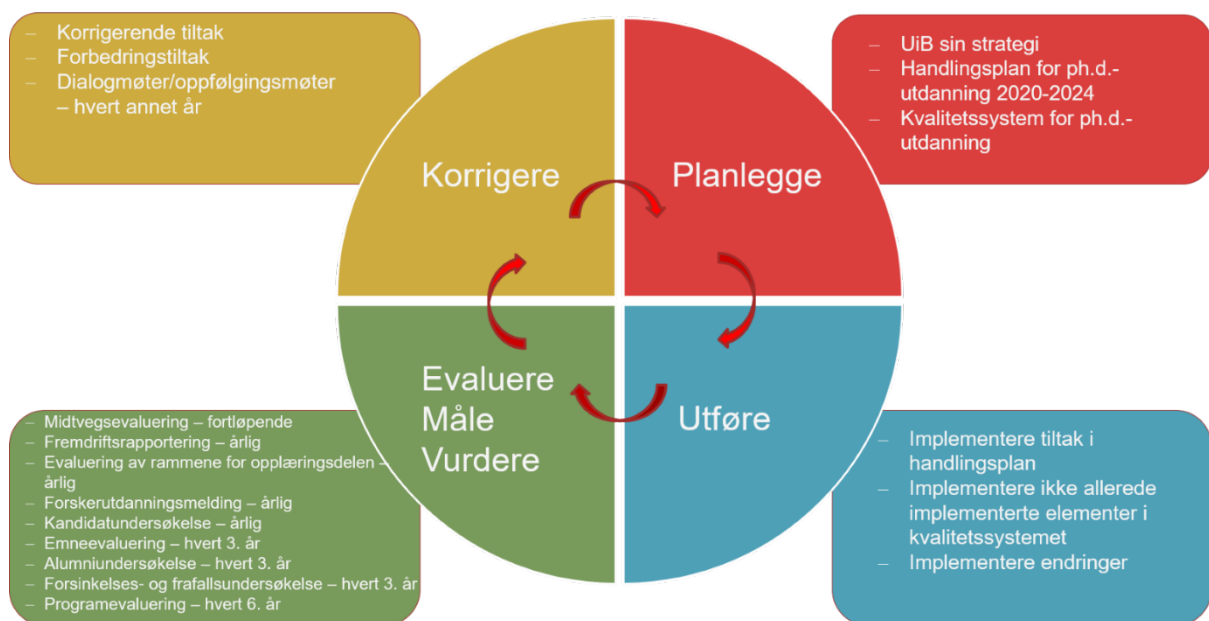 – Korrigerende tiltak
– Forbedringstiltak
– Dialogmøter/oppfølgingsmøter
– hvert annet år
– UiB sin strategi
– Handlingsplan for ph.d.-
utdanning 2020-2024
– Kvalitetssystem for ph.d.-
utdanning
Korrigere
Planlegge
Evaluere
Måle
Vurdere
Utføre
– Midtvegsevaluering – fortløpende
– Fremdriftsrapportering – årlig
– Evaluering av rammene for opplæringsdelen –
årlig
– Forskerutdanningsmelding – årlig
– Kandidatundersøkelse – årlig
– Emneevaluering – hvert 3. år
– Alumniundersøkelse – hvert 3. år
– Forsinkelses- og frafallsundersøkelse – hvert 3. år
– Programevaluering – hvert 6. år
– Implementere tiltak i
handlingsplan
– Implementere ikke allerede
implementerte elementer i
kvalitetssystemet
– Implementere endringer